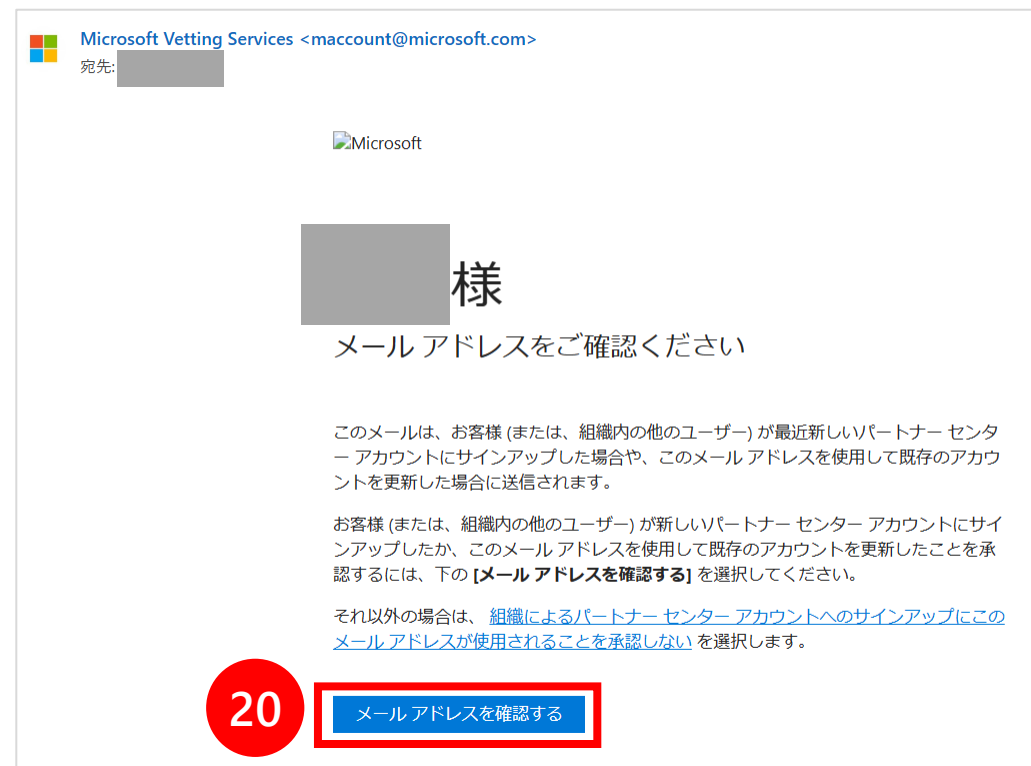 Microsoft Vetting Services <maccount@microsoft.com>
宛先:
Microsoft
様
メール アドレスをご確認ください
このメールは、お客様 (または、組織内の他のユーザー) が最近新しいパートナー センタ
ー アカウントにサインアップした場合や、このメール アドレスを使用して既存のアカウ
ントを更新した場合に送信されます。
お客様 (または、組織内の他のユーザー) が新しいパートナー センター アカウントにサイ
ンアップしたか、このメール アドレスを使用して既存のアカウントを更新したことを承
認するには、下の [メール アドレスを確認する] を選択してください。
それ以外の場合は、 組織によるパートナー センター アカウントへのサインアップにこの
メール アドレスが使用されることを承認しない を選択します。
20
メール アドレスを確認する